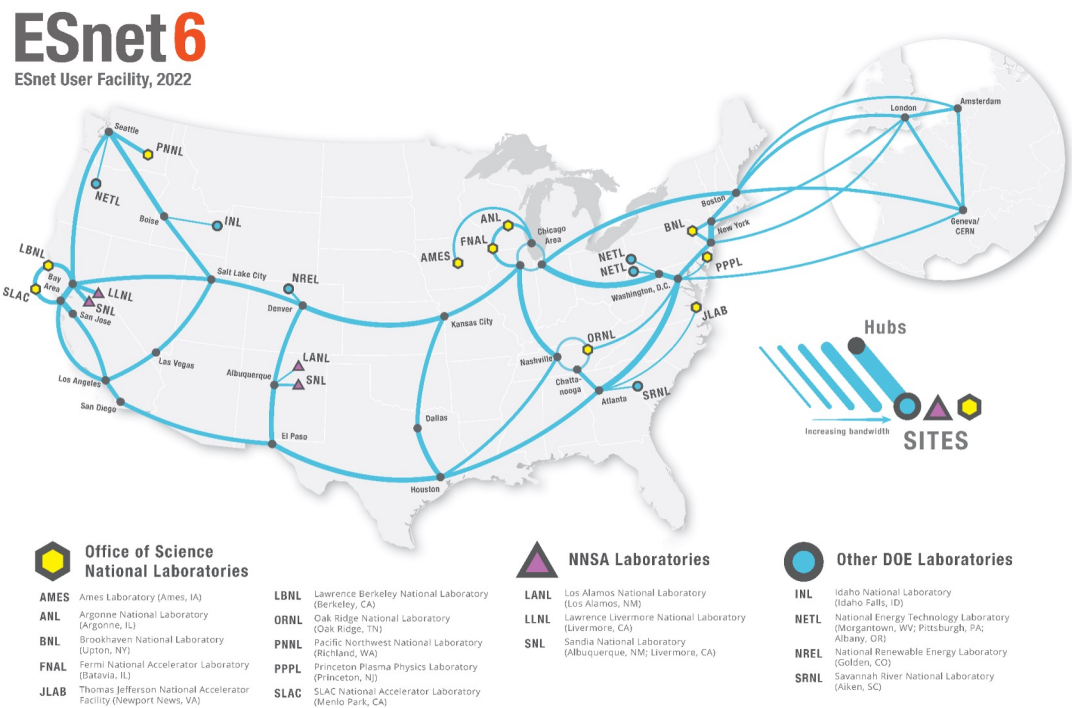 ESnet6
ESnet User Facility, 2022
Seattle
PNNL
NETL
Boise
INL
LBNL
Bay
Area
SLAC
LLNL
SNL
San Jose
Salt Lake City
NREL
Denver
Las Vegas
Los Angeles
San Diego
Albuquerque
LANL
SNL
El Paso
Kansas City
Dallas
Houston
AMES
ANL
FNAL
Chicago
Area
Nashville
ORNL
Chatta-
nooga
Atlanta
SRNL
JLAB
NETL
NETL
Washington, D.C.
PPPL
BNL
New York
Boston
London
Amsterdam
Geneva/
CERN
Hubs
Increasing bandwidth
SITES
Office of Science
National Laboratories
AMES Ames Laboratory (Ames, IA)
ANL Argonne National Laboratory
(Argonne, IL)
BNL Brookhaven National Laboratory
(Upton, NY)
FNAL Fermi National Accelerator Laboratory
(Batavia, IL)
JLAB Thomas Jefferson National Accelerator
Facility (Newport News, VA)
LBNL Lawrence Berkeley National Laboratory
(Berkeley, CA)
ORNL Oak Ridge National Laboratory
(Oak Ridge, TN)
PNNL Pacific Northwest National Laboratory
(Richland, WA)
PPPL Princeton Plasma Physics Laboratory
(Princeton, NJ)
SLAC SLAC National Accelerator Laboratory
(Menlo Park, CA)
NNSA Laboratories
LANL Los Alamos National Laboratory
(Los Alamos, NM)
LLNL Lawrence Livermore National Laboratory
(Livermore, CA)
SNL Sandia National Laboratory
(Albuquerque, NM; Livermore, CA)
Other DOE Laboratories
INL Idaho National Laboratory
(Idaho Falls, ID)
NETL National Energy Technology Laboratory
(Morgantown, WV; Pittsburgh, PA;
Albany, OR)
NREL National Renewable Energy Laboratory
(Golden, CO)
SRNL Savannah River National Laboratory
(Aiken, SC)